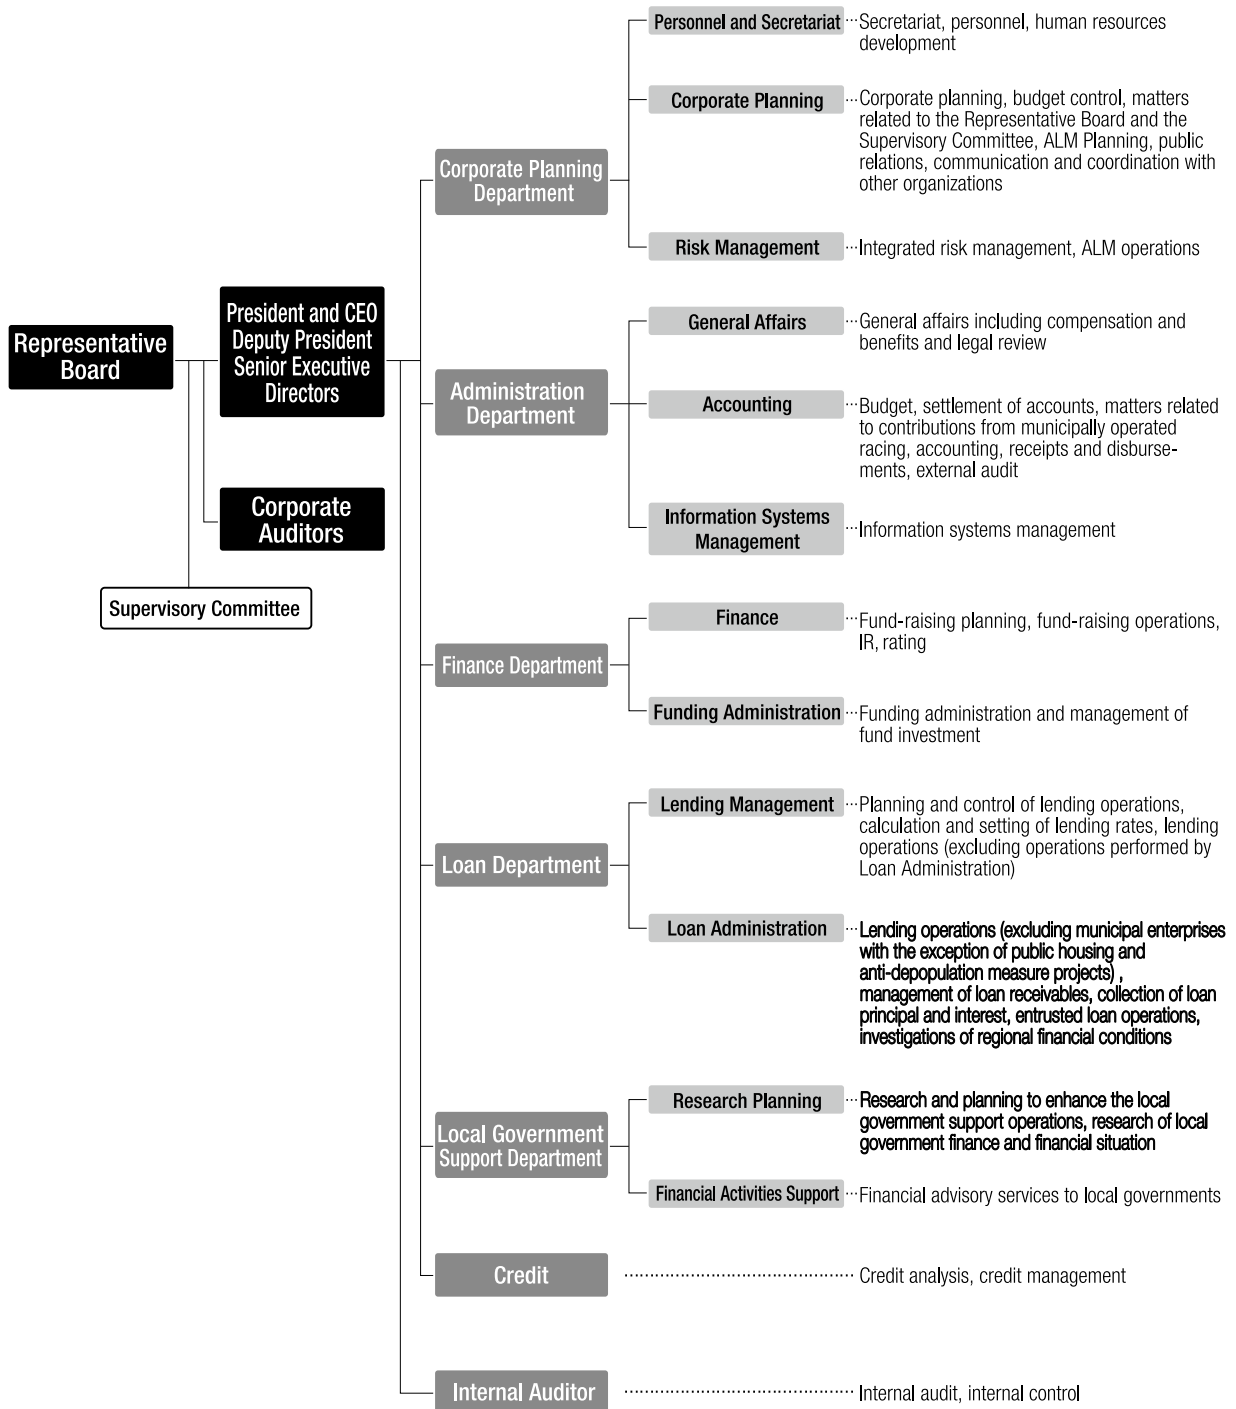 Representative
Board
President and CEO
Deputy President
Senior Executive
Directors
Corporate
Auditors
Supervisory Committee
Corporate Planning
Department
Personnel and Secretariat
Secretariat, personnel, human resources
development
Corporate Planning
Corporate planning, budget control, matters
related to the Representative Board and the
Supervisory Committee, ALM Planning, public
relations, communication and coordination with
other organizations
Risk Management
Integrated risk management, ALM operations
Administration
Department
General Affairs
General affairs including compensation and
benefits and legal review
Accounting
Budget, settlement of accounts, matters related
to contributions from municipally operated
racing, accounting, receipts and disburse-
ments, external audit
Information Systems
Management
Information systems management
Finance Department
Finance
Fund-raising planning, fund-raising operations,
IR, rating
Funding Administration
Funding administration and management of
fund investment
Loan Department
Lending Management
Planning and control of lending operations,
calculation and setting of lending rates, lending
operations (excluding operations performed by
Loan Administration)
Loan Administration
Lending operations (excluding municipal enterprises
with the exception of public housing and
anti-depopulation measure projects) ,
management of loan receivables, collection of loan
principal and interest, entrusted loan operations,
investigations of regional financial conditions
Local Government
Support Department
Research Planning
Research and planning to enhance the local
government support operations, research of local
government finance and financial situation
Financial Activities Support
Financial advisory services to local governments
Credit
Credit analysis, credit management
Internal Auditor
Internal audit, internal control